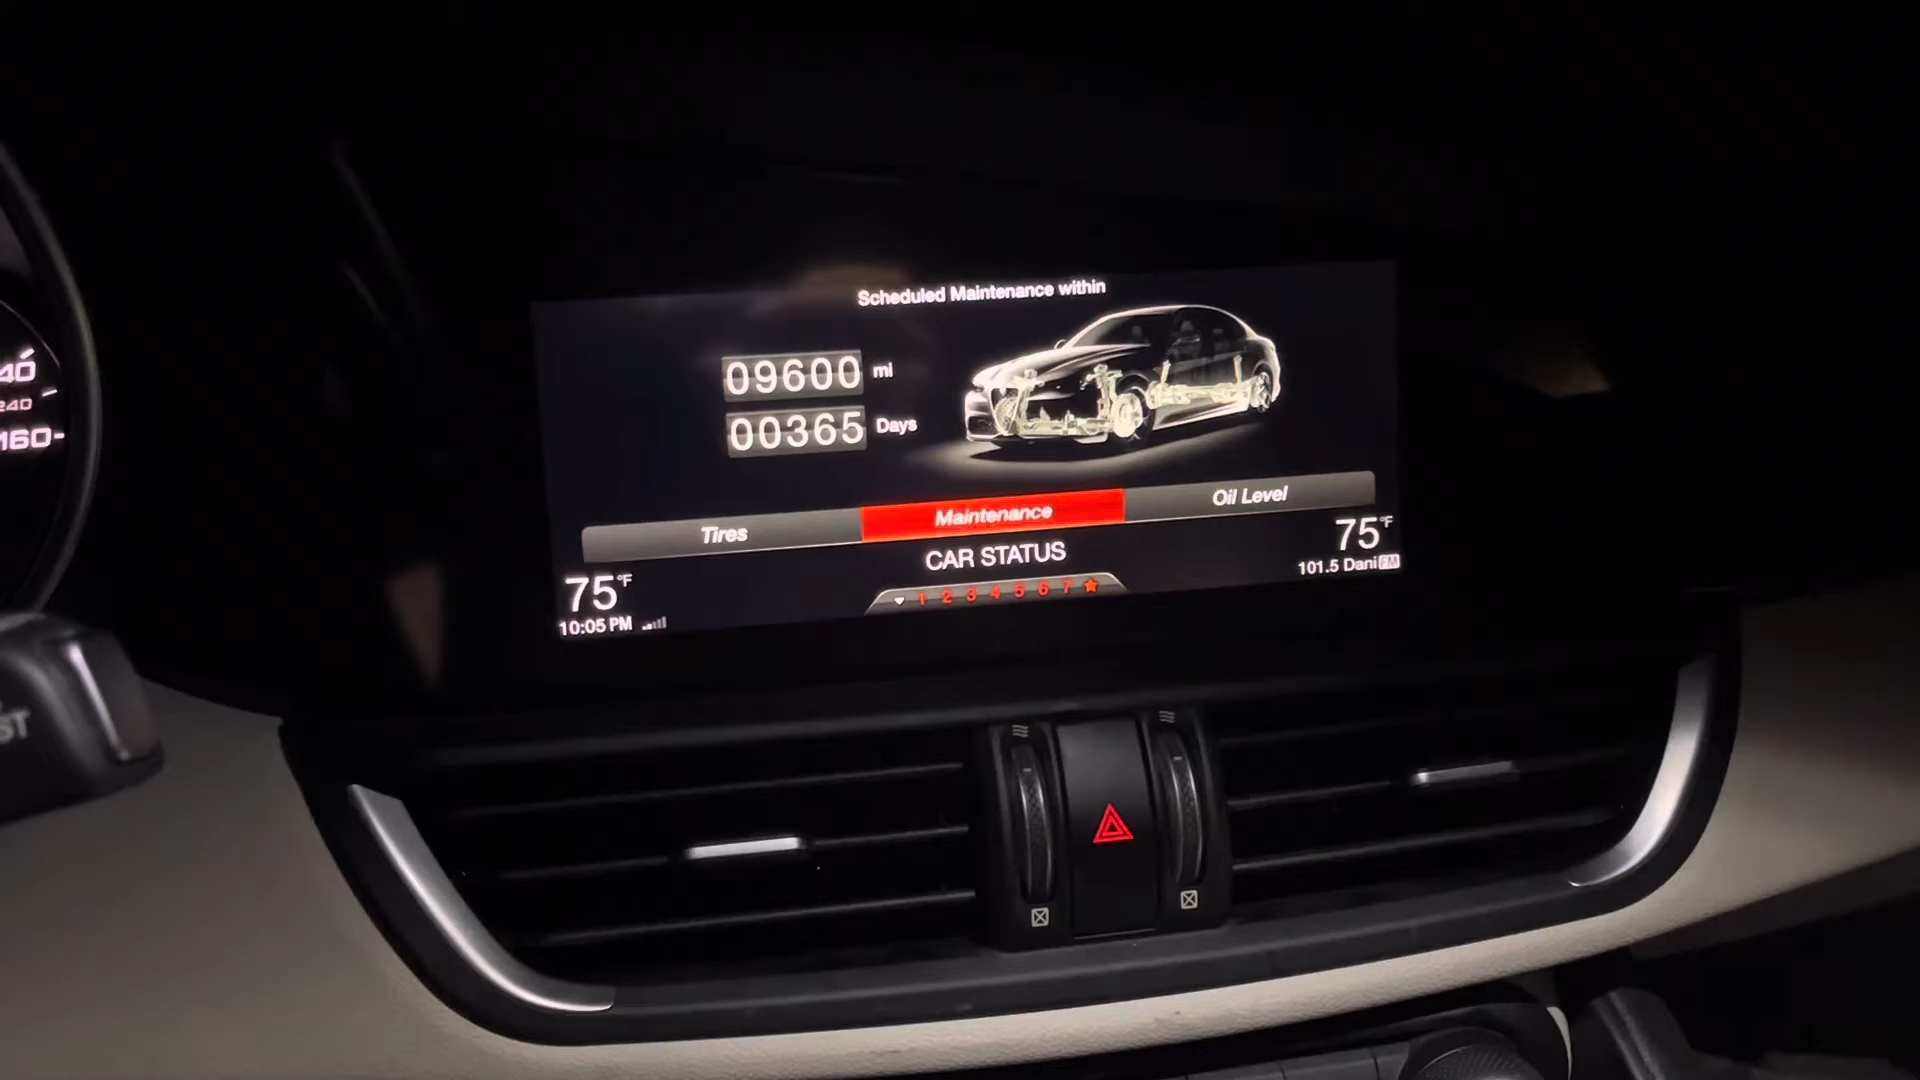 40
240
160
Scheduled Maintenance within
09600 mi
00365 Days
Tires
Maintenance
Oil Level
CAR STATUS
75°F
75°F
101.5 Dani FM
1 2 3 4 5 6 7
10:05 PM
ST